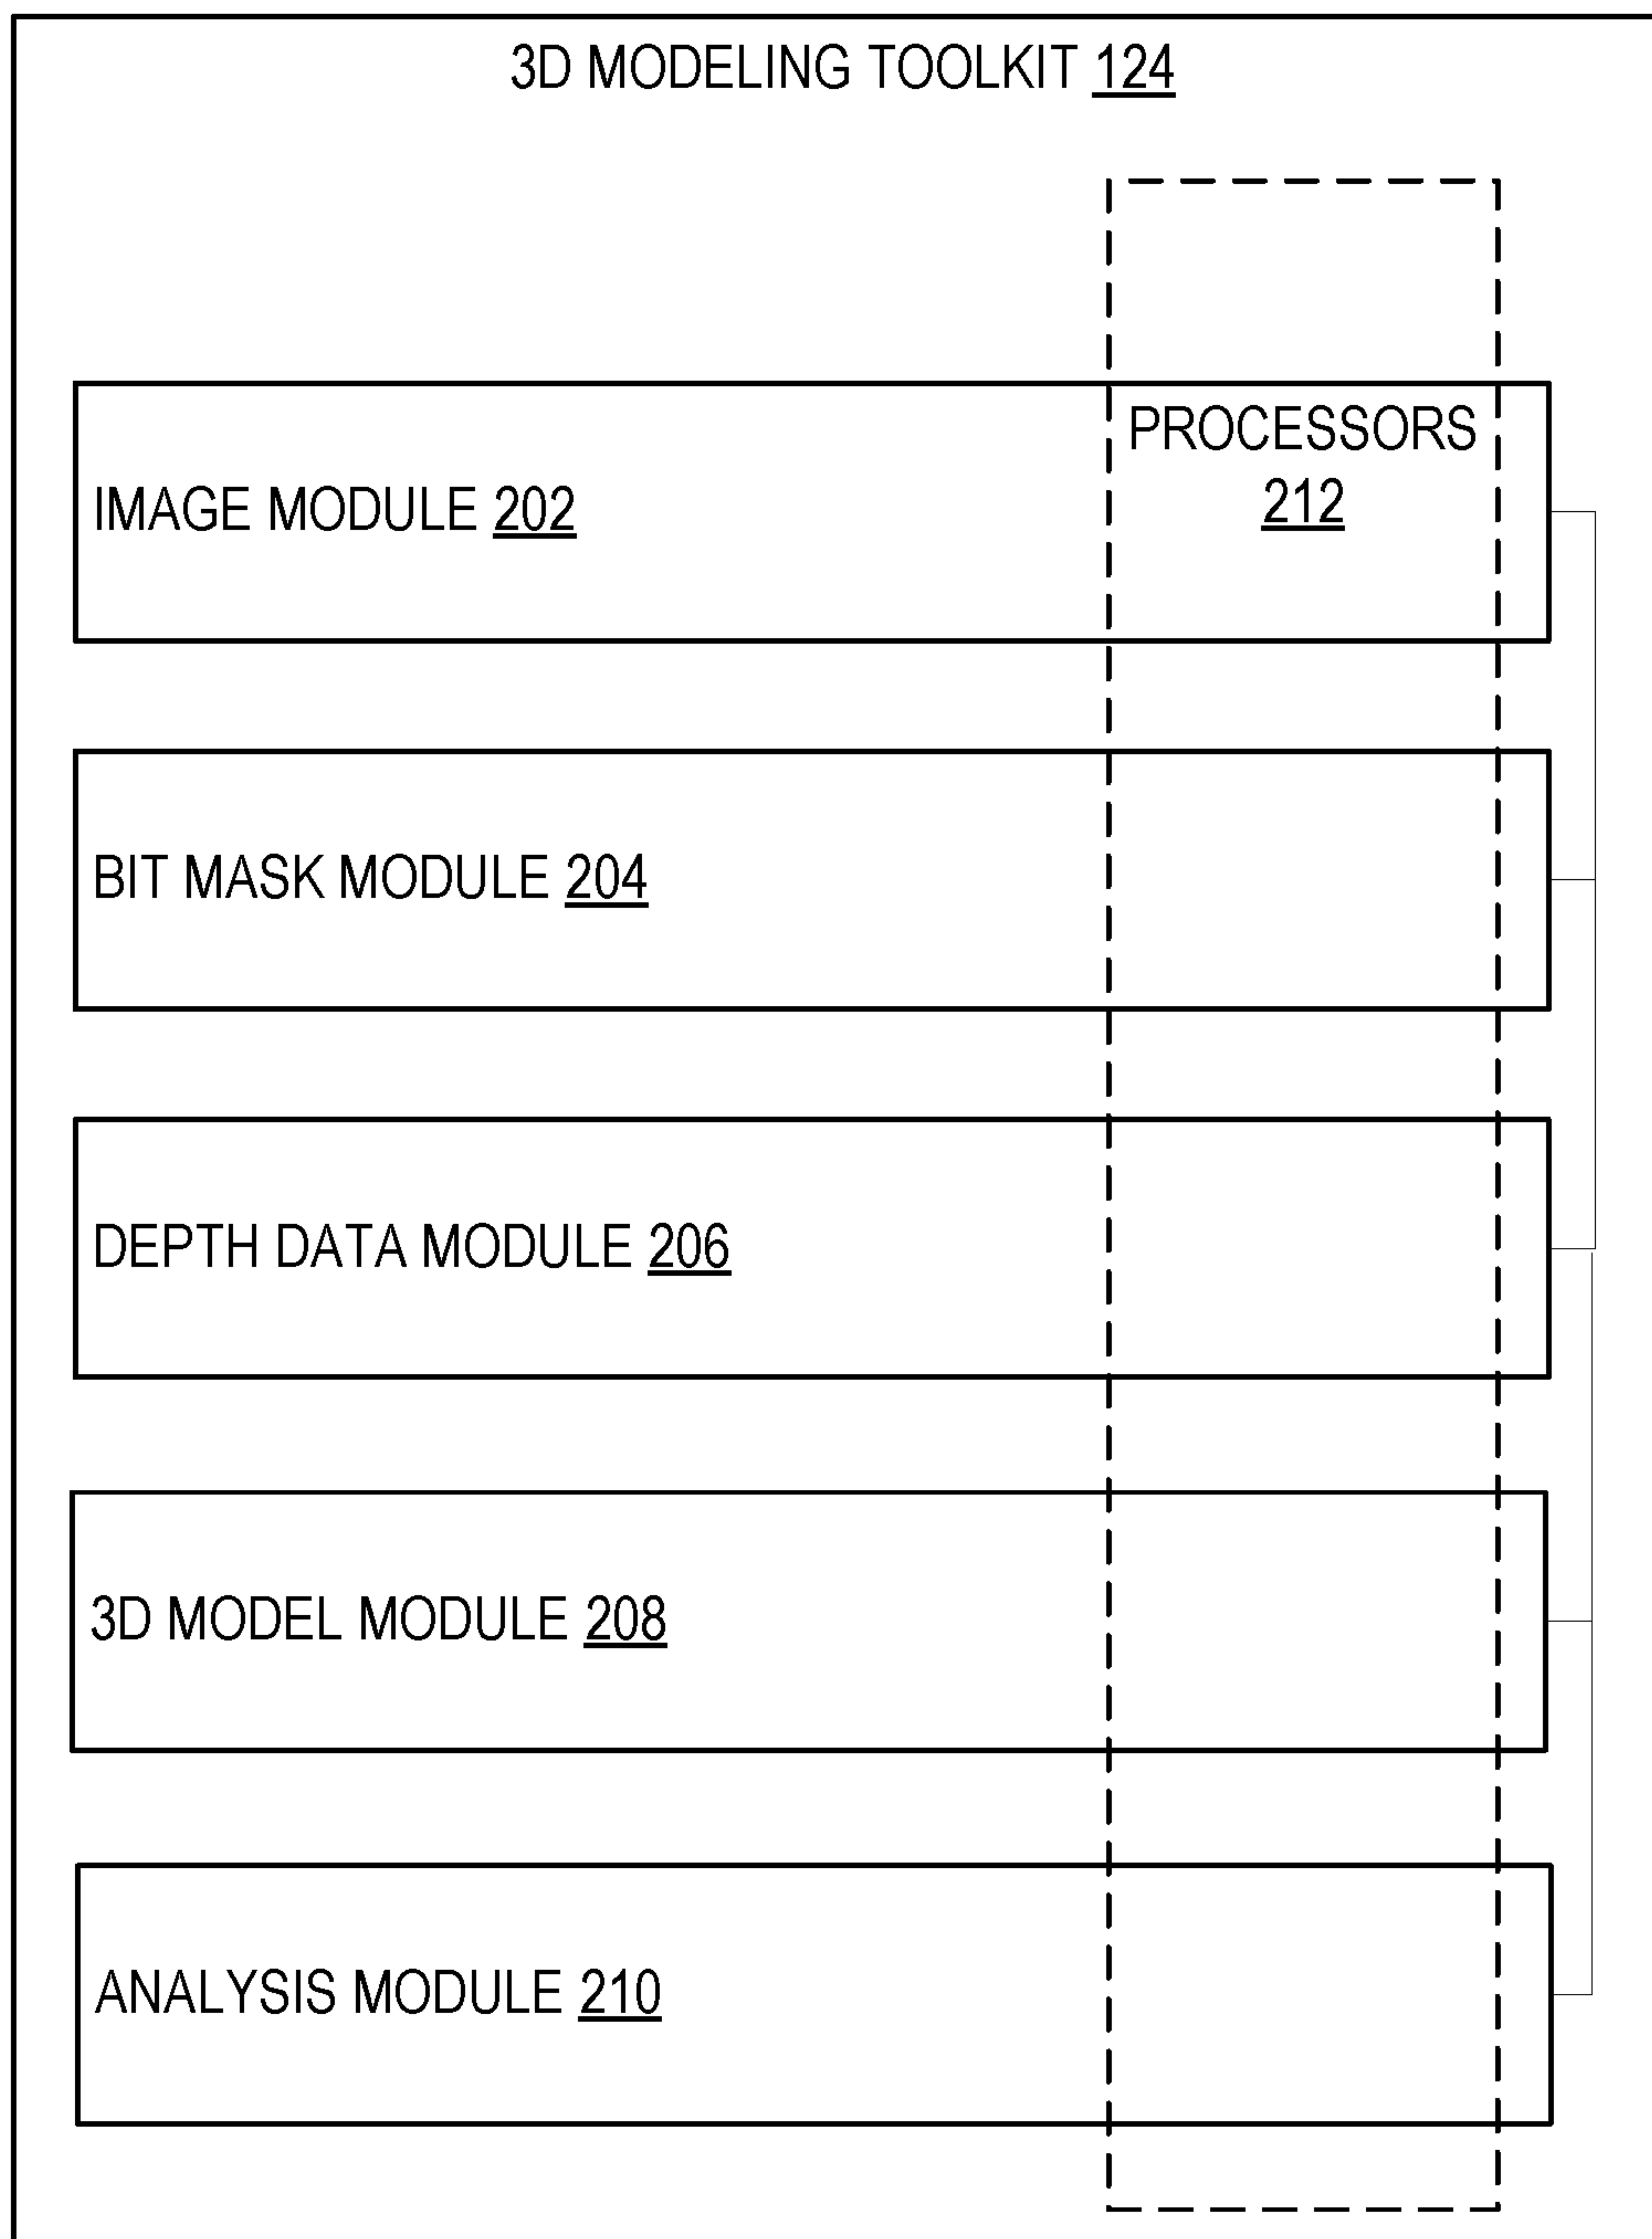 3D MODELING TOOLKIT 124
PROCESSORS
212
IMAGE MODULE 202
BIT MASK MODULE 204
DEPTH DATA MODULE 206
3D MODEL MODULE 208
ANALYSIS MODULE 210